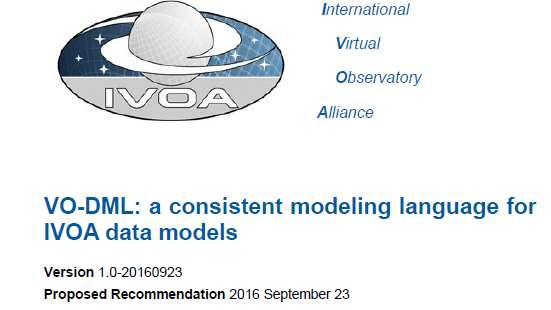 International
Virtual
Observatory
Alliance
IVOA
VO-DML: a consistent modeling language for
IVOA data models
Version 1.0-20160923
Proposed Recommendation 2016 September 23